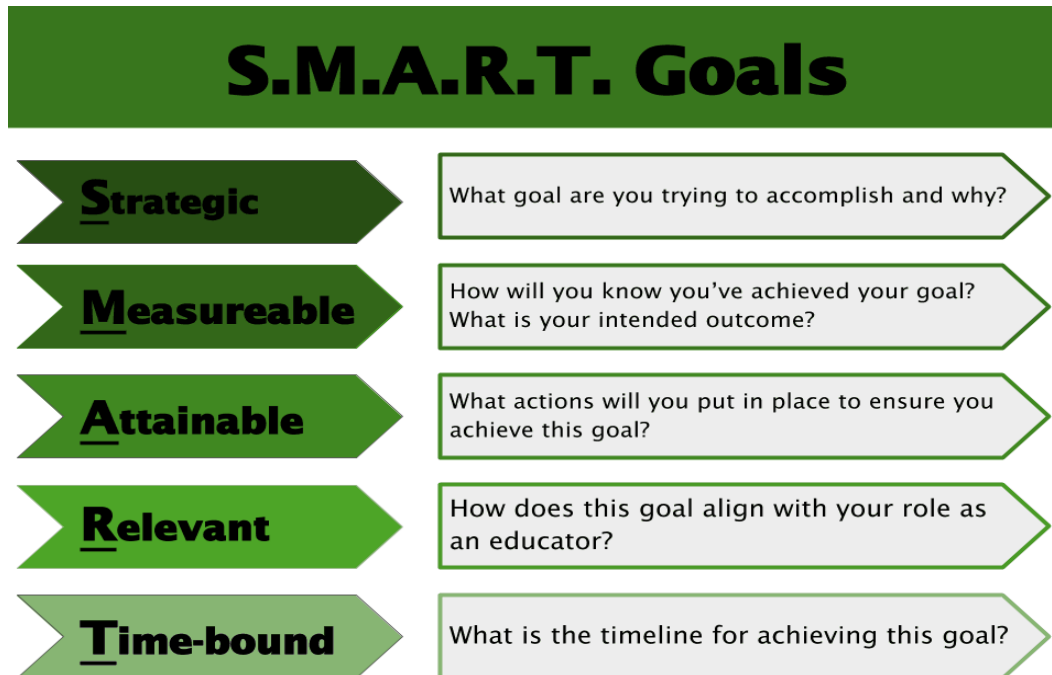 S.M.A.R.T. Goals
Strategic
What goal are you trying to accomplish and why?
Measureable
How will you know you’ve achieved your goal?
What is your intended outcome?
Attainable
What actions will you put in place to ensure you
achieve this goal?
Relevant
How does this goal align with your role as
an educator?
Time-bound
What is the timeline for achieving this goal?